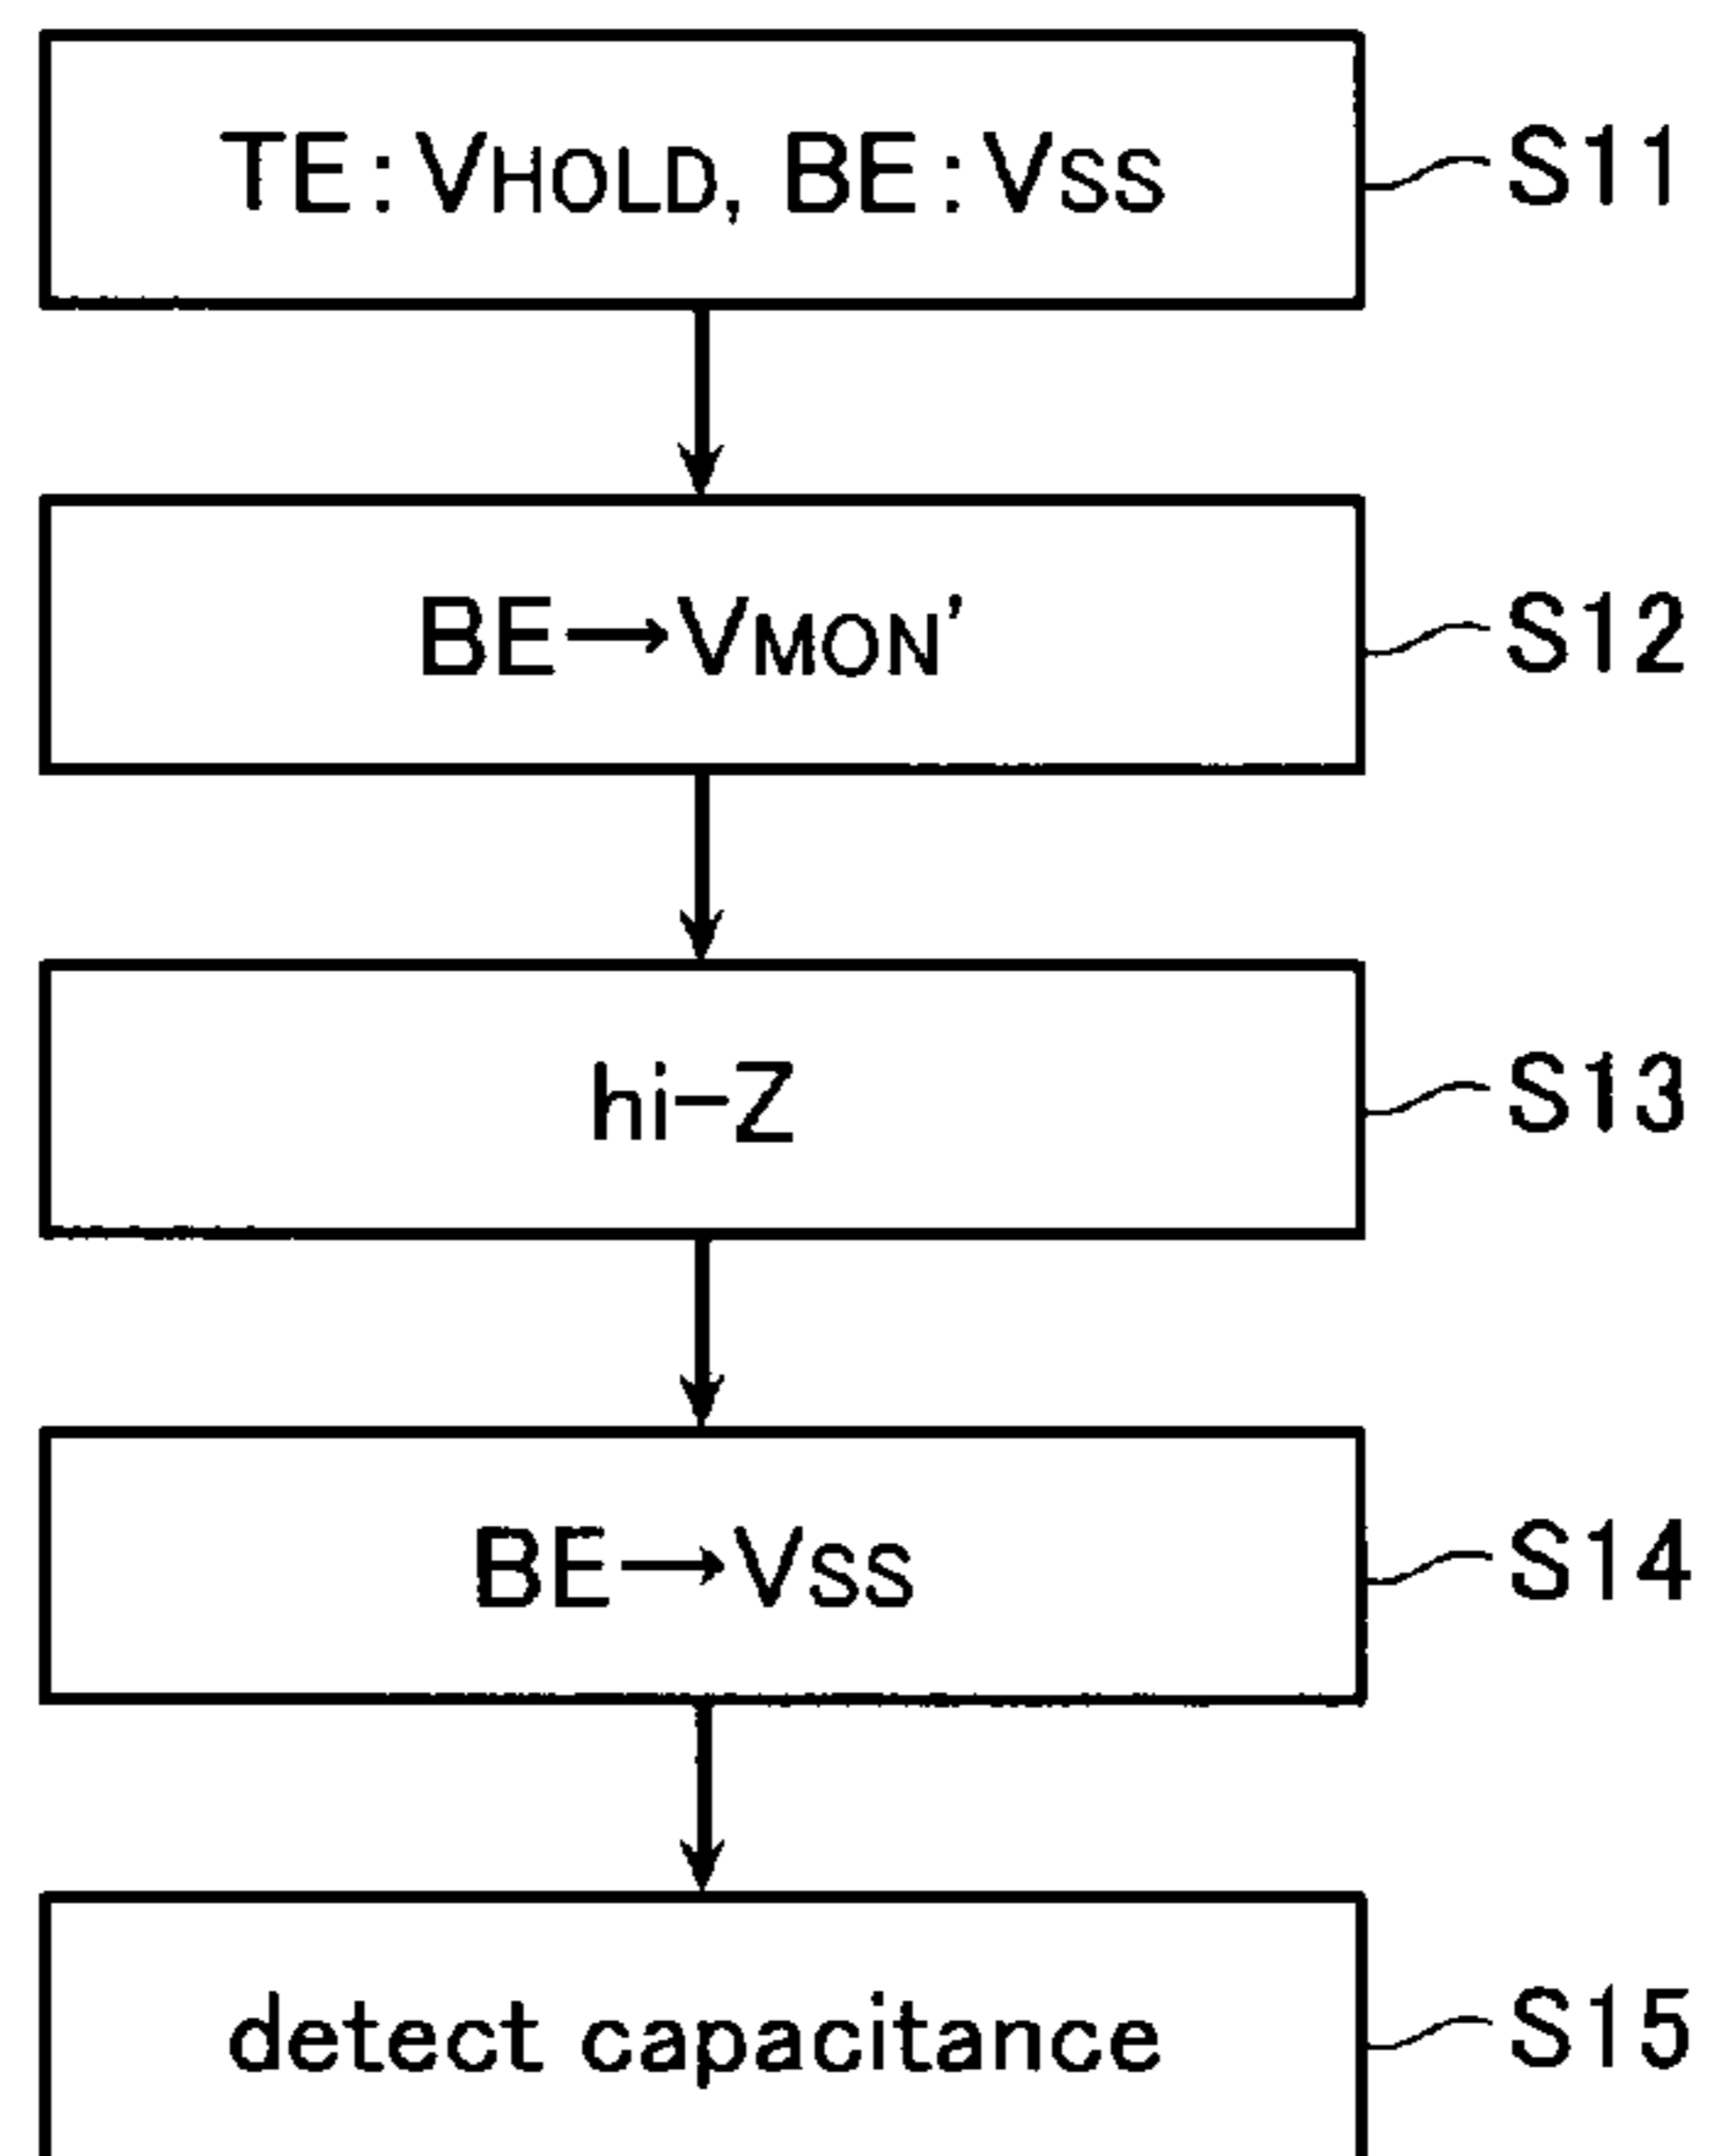 TE:VHOLD, BE:VSS S11
BE→VMON' S12
hi-Z S13
BE→VSS S14
detect capacitance S15